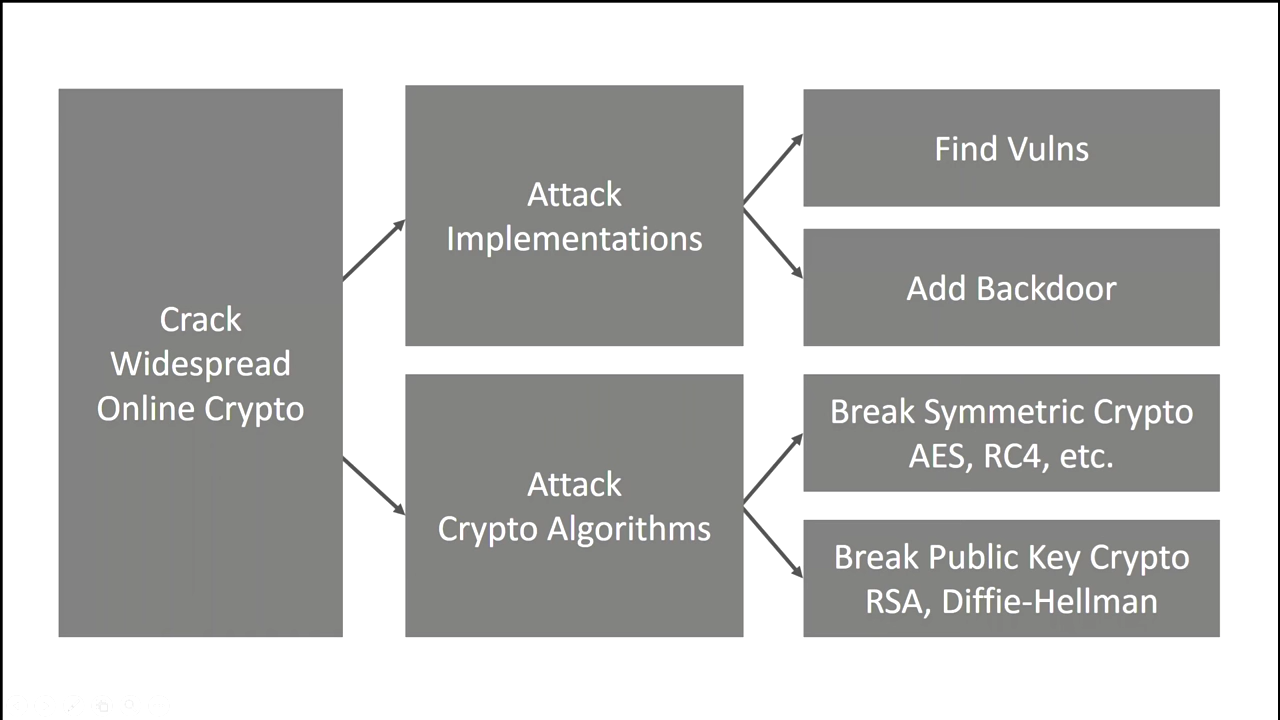 Crack
Widespread
Online Crypto
Attack
Implementations
Find Vulns
Add Backdoor
Attack
Crypto Algorithms
Break Symmetric Crypto
AES, RC4, etc.
Break Public Key Crypto
RSA, Diffie-Hellman